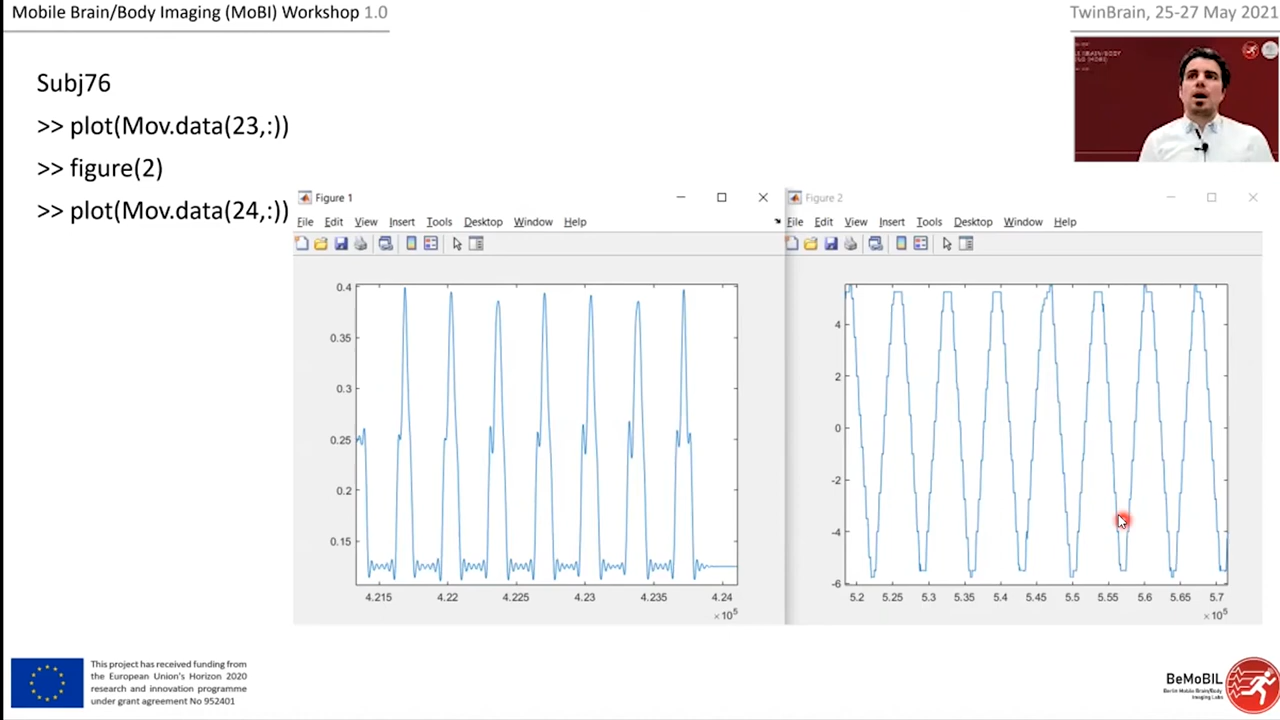 Mobile Brain/Body Imaging (MoBI) Workshop 1.0
TwinBrain, 25-27 May 2021
Subj76
>> plot(Mov.data(23,:))
>> figure(2)
>> plot(Mov.data(24,:))
Figure 1
File Edit View Insert Tools Desktop Window Help
0.4
0.35
0.3
0.25
0.2
0.15
4.215 4.22 4.225 4.23 4.235 4.24
×10⁵
Figure 2
File Edit View Insert Tools Desktop Window Help
4
2
0
-2
-4
-6
5.2 5.25 5.3 5.35 5.4 5.45 5.5 5.55 5.6 5.65 5.7
×10⁵
This project has received funding from
the European Union's Horizon 2020
research and innovation programme
under grant agreement No 952401
BeMoBIL
Berlin Mobile Brain/Body
Imaging Labs